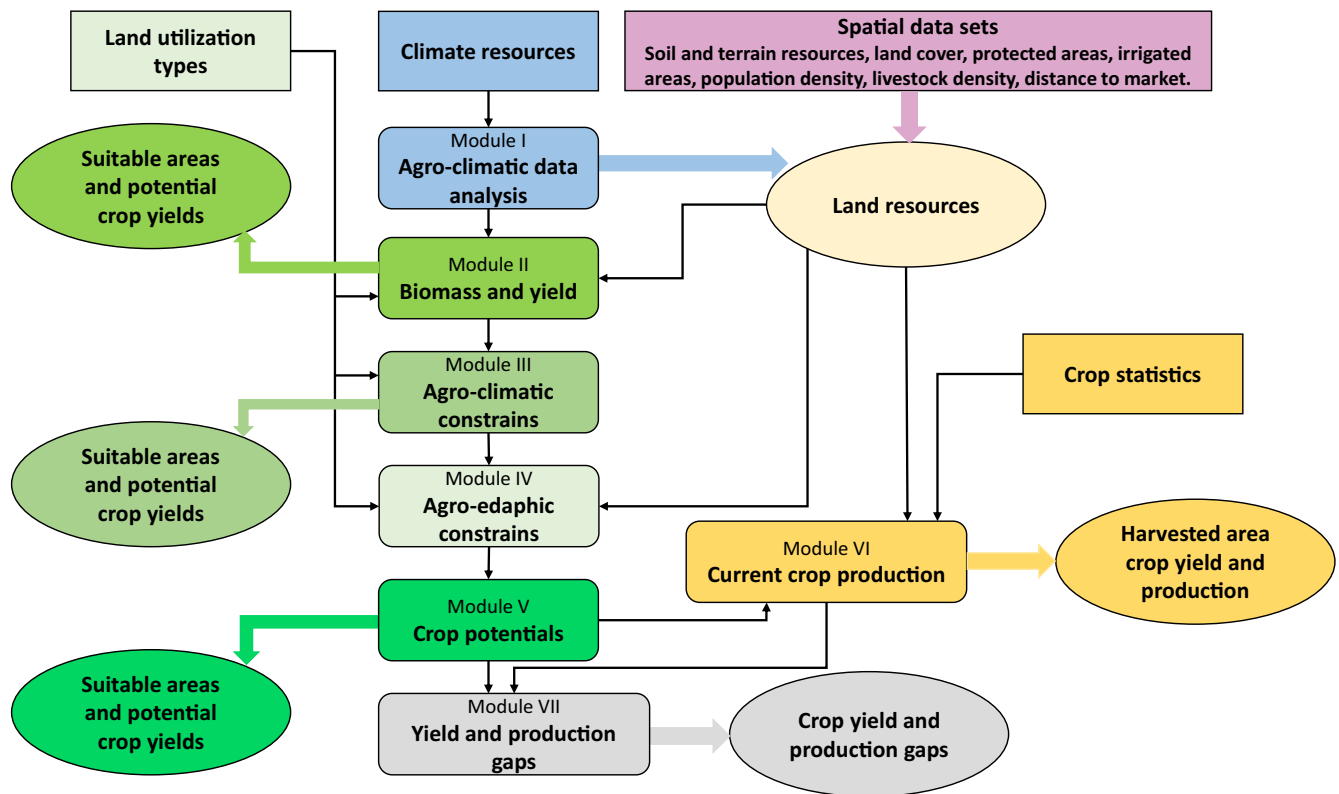 Land utilization
types
Climate resources
Spatial data sets
Soil and terrain resources, land cover, protected areas, irrigated
areas, population density, livestock density, distance to market.
Module I
Agro-climatic data
analysis
Suitable areas
and potential
crop yields
Land resources
Module II
Biomass and yield
Module III
Agro-climatic
constrains
Crop statistics
Suitable areas
and potential
crop yields
Module IV
Agro-edaphic
constrains
Module VI
Current crop production
Harvested area
crop yield and
production
Module V
Crop potentials
Suitable areas
and potential
crop yields
Module VII
Yield and production
gaps
Crop yield and
production gaps